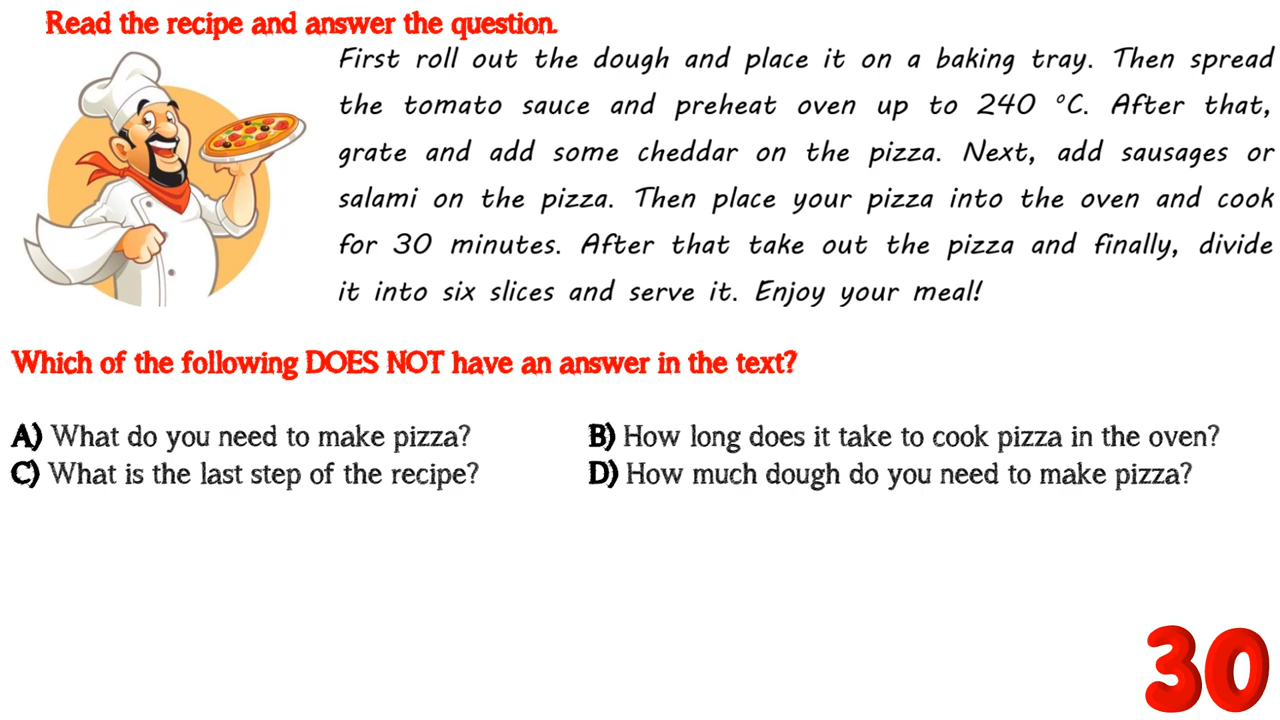 Read the recipe and answer the question.
First roll out the dough and place it on a baking tray. Then spread
the tomato sauce and preheat oven up to 240 °C. After that,
grate and add some cheddar on the pizza. Next, add sausages or
salami on the pizza. Then place your pizza into the oven and cook
for 30 minutes. After that take out the pizza and finally, divide
it into six slices and serve it. Enjoy your meal!
Which of the following DOES NOT have an answer in the text?
A) What do you need to make pizza? B) How long does it take to cook pizza in the oven?
C) What is the last step of the recipe? D) How much dough do you need to make pizza?
30